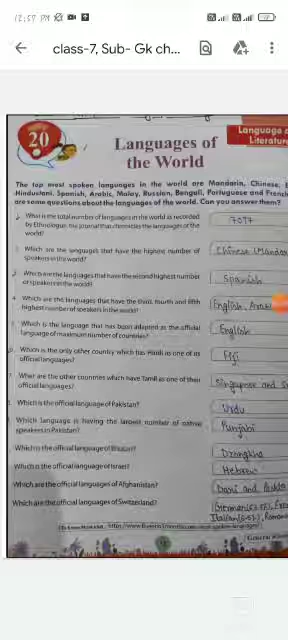 12:57 PM
class-7, Sub- Gk ch...
20
Languages of
the World
Language
Literatur
The top most spoken languages in the world are Mandarin, Chinese, E
Hindustani, Spanish, Arabic, Malay, Russian, Bengali, Portuguese and French
are some questions about the languages of the world. Can you answer them?
What is the total number of languages in the world as recorded
by Ethnologue, the journal that chronicles the languages of the
world?
Which are the languages that have the highest number of
speakers in the world?
Chinese (Mandar
Which are the languages that have the second highest number
of speakers in the world?
Spanish
Which are the languages that have the third, fourth and fifth
highest number of speakers in the world?
English, Arab
Which is the language that has been adapted as the official
language of maximum number of countries?
English
Which is the only other country which has Hindi as one of its
official languages?
Fiji
What are the other countries which have Tamil as one of their
official languages?
Singapore and S
Which is the official language of Pakistan?
Urdu
Which language is having the largest number of native
speakers in Pakistan?
Punjabi
Which is the official language of Bhutan?
Dzongkha
Which is the official language of Israel?
Hebrew
Which are the official languages of Afghanistan?
Dari and
Which are the official languages of Switzerland?
General